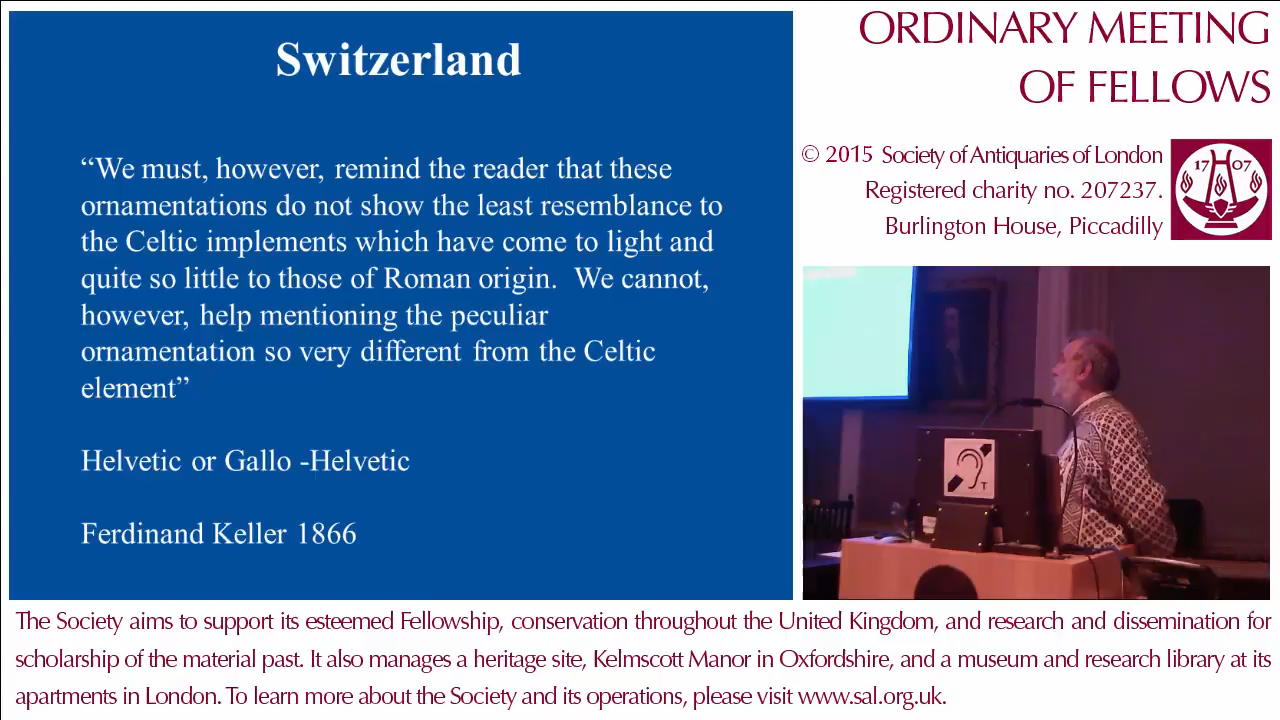 Switzerland
“We must, however, remind the reader that these
ornamentations do not show the least resemblance to
the Celtic implements which have come to light and
quite so little to those of Roman origin.  We cannot,
however, help mentioning the peculiar
ornamentation so very different from the Celtic
element”
Helvetic or Gallo -Helvetic
Ferdinand Keller 1866
ORDINARY MEETING
OF FELLOWS
© 2015 Society of Antiquaries of London
Registered charity no. 207237.
Burlington House, Piccadilly
17 07
T
The Society aims to support its esteemed Fellowship, conservation throughout the United Kingdom, and research and dissemination for
scholarship of the material past. It also manages a heritage site, Kelmscott Manor in Oxfordshire, and a museum and research library at its
apartments in London. To learn more about the Society and its operations, please visit www.sal.org.uk.